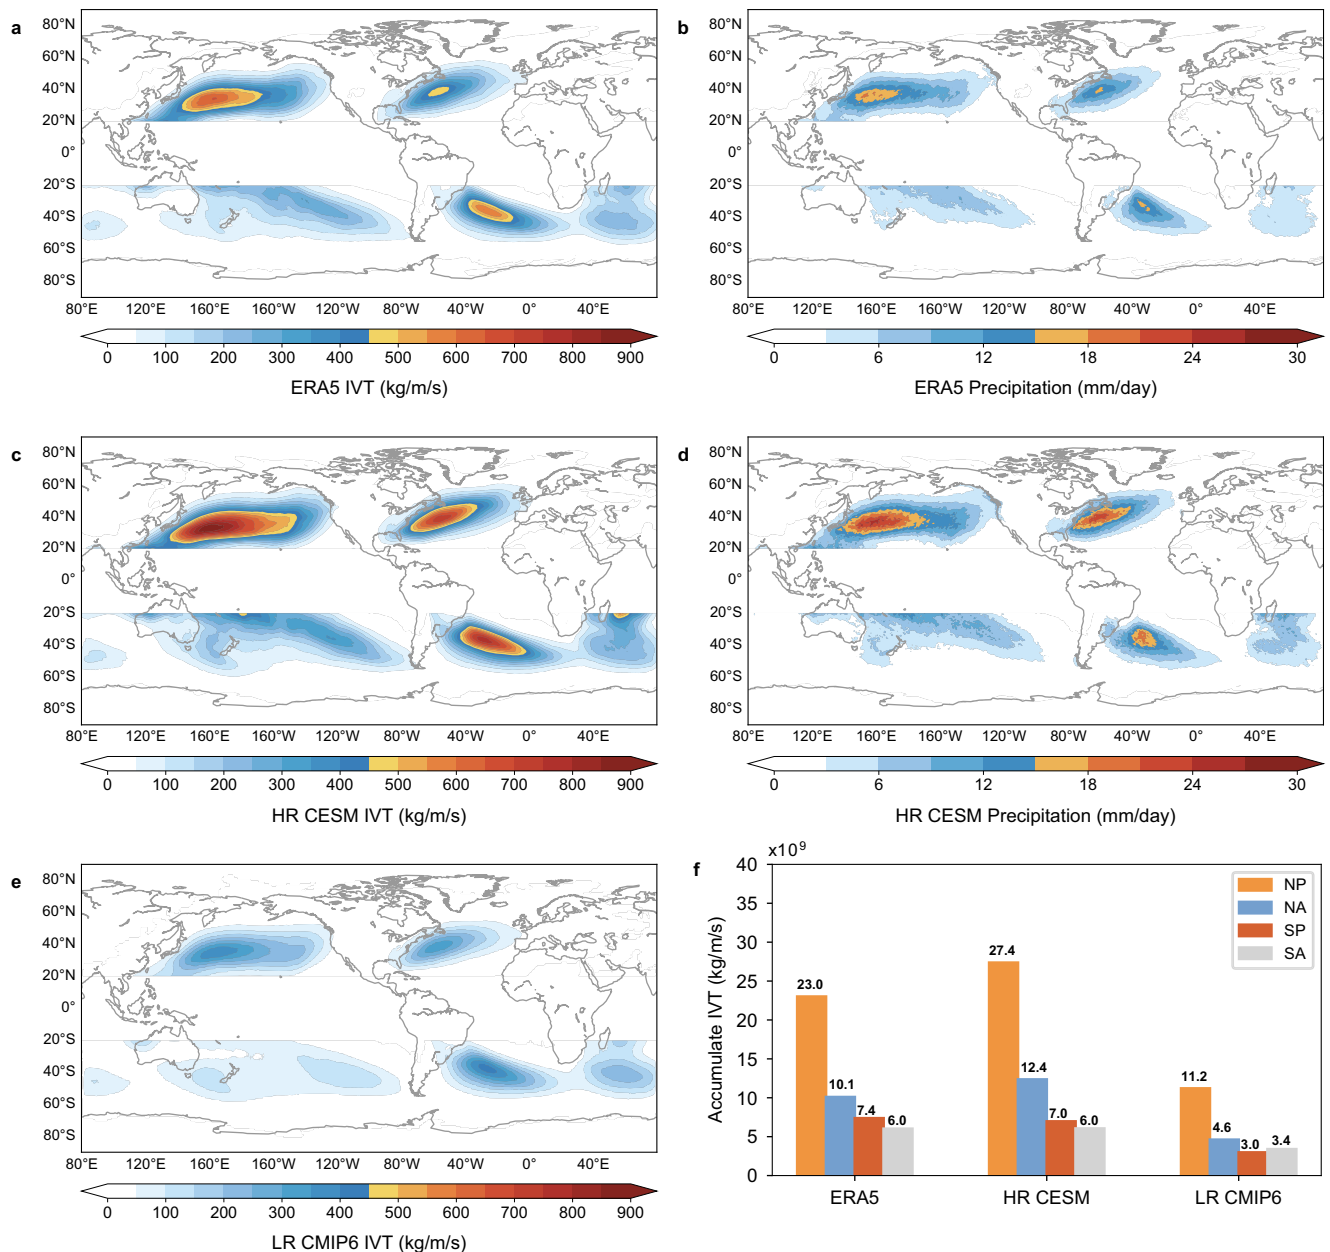 a
80°N
60°N
40°N
20°N
0°
20°S
40°S
60°S
80°S
80°E 120°E 160°E 160°W 120°W 80°W 40°W 0° 40°E
0 100 200 300 400 500 600 700 800 900
ERA5 IVT (kg/m/s)
b
80°N
60°N
40°N
20°N
0°
20°S
40°S
60°S
80°S
80°E 120°E 160°E 160°W 120°W 80°W 40°W 0° 40°E
0 6 12 18 24 30
ERA5 Precipitation (mm/day)
c
80°N
60°N
40°N
20°N
0°
20°S
40°S
60°S
80°S
80°E 120°E 160°E 160°W 120°W 80°W 40°W 0° 40°E
0 100 200 300 400 500 600 700 800 900
HR CESM IVT (kg/m/s)
d
80°N
60°N
40°N
20°N
0°
20°S
40°S
60°S
80°S
80°E 120°E 160°E 160°W 120°W 80°W 40°W 0° 40°E
0 6 12 18 24 30
HR CESM Precipitation (mm/day)
e
80°N
60°N
40°N
20°N
0°
20°S
40°S
60°S
80°S
80°E 120°E 160°E 160°W 120°W 80°W 40°W 0° 40°E
0 100 200 300 400 500 600 700 800 900
LR CMIP6 IVT (kg/m/s)
f
x10⁹
Accumulate IVT (kg/m/s)
40
35
30
25
20
15
10
5
0
NP
NA
SP
SA
23.0 10.1 7.4 6.0
27.4 12.4 7.0 6.0
11.2 4.6 3.0 3.4
ERA5 HR CESM LR CMIP6